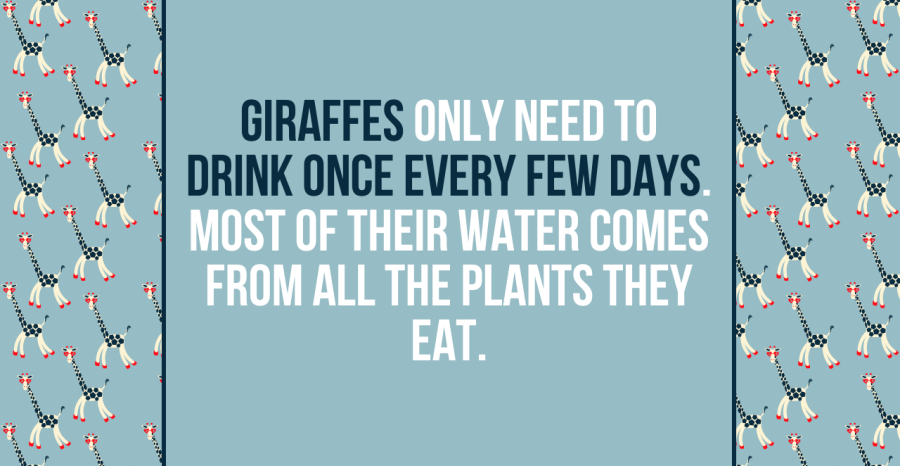 GIRAFFES ONLY NEED TO
DRINK ONCE EVERY FEW DAYS.
MOST OF THEIR WATER COMES
FROM ALL THE PLANTS THEY
EAT.